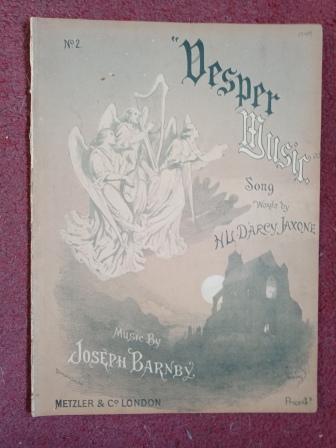 No. 2.
"Vesper
Music."
Song
Words by
H. L. D'ARCY JAXONE
MUSIC BY
JOSEPH BARNBY.
METZLER & Co. LONDON